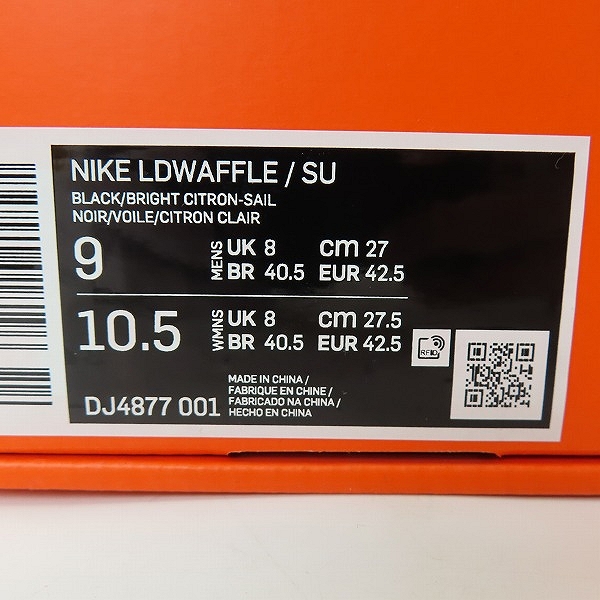 NIKE LDWAFFLE / SU
BLACK/BRIGHT CITRON-SAIL
NOIR/VOILE/CITRON CLAIR
9 MENS UK 8 cm 27
BR 40.5 EUR 42.5
10.5 WMNS UK 8 cm 27.5
BR 40.5 EUR 42.5
RFID
DJ4877 001
MADE IN CHINA /
FABRIQUE EN CHINE /
FABRICADO NA CHINA /
HECHO EN CHINA